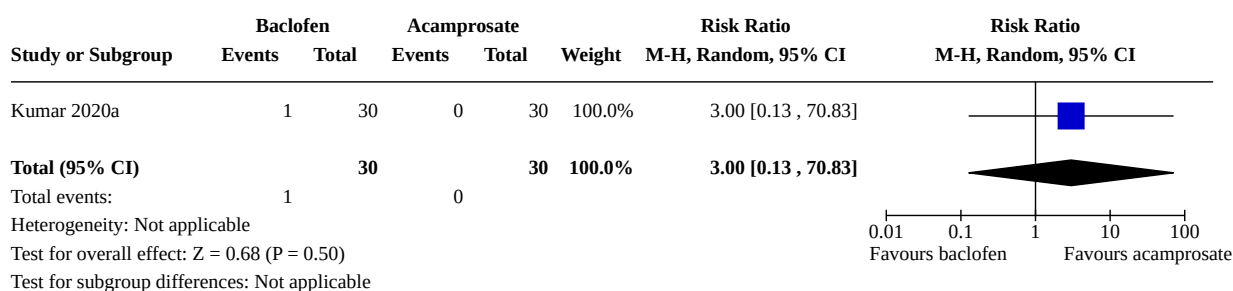 Baclofen Acamprosate Risk Ratio Risk Ratio
Study or Subgroup Events Total Events Total Weight M-H, Random, 95% CI M-H, Random, 95% CI
Kumar 2020a 1 30 0 30 100.0% 3.00 [0.13 , 70.83]
Total (95% CI) 30 30 100.0% 3.00 [0.13 , 70.83]
Total events: 1 0
Heterogeneity: Not applicable
0.01 0.1 1 10 100
Test for overall effect: Z = 0.68 (P = 0.50) Favours baclofen Favours acamprosate
Test for subgroup differences: Not applicable